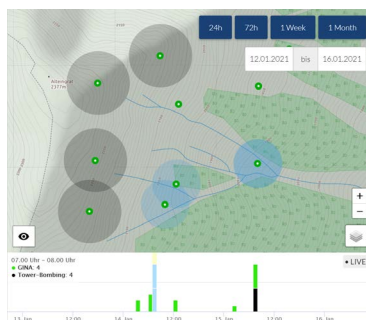 24h
72h
1 Week
1 Month
12.01.2021 bis 16.01.2021
+
−
07.00 Uhr - 08.00 Uhr
GINA: 4
Tower-Bombing: 4
LIVE
13. Jan 12:00 14. Jan 12:00 15. Jan 12:00 16. Jan